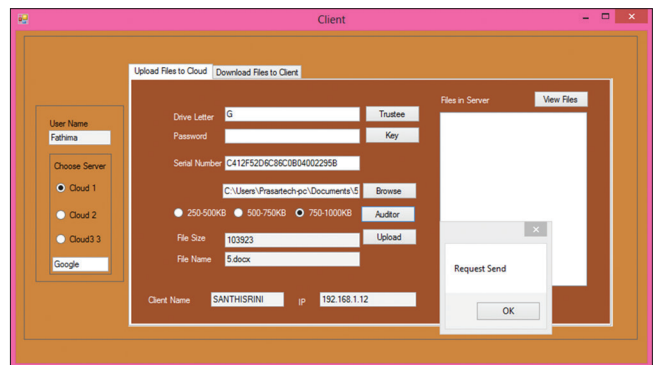 Client
Upload Files to Cloud Download Files to Client
Files in Server View Files
User Name
Fathima
Choose Server
Cloud 1
Cloud 2
Cloud3 3
Google
Drive Letter G Trustee
Password Key
Serial Number C412F52D6C86C0B04002295B
C:\Users\Prasartech-pc\Documents\5 Browse
250-500KB 500-750KB 750-1000KB Auditor
File Size 103923 Upload
File Name 5.docx
Client Name SANTHISRINI IP 192.168.1.12
Request Send
OK